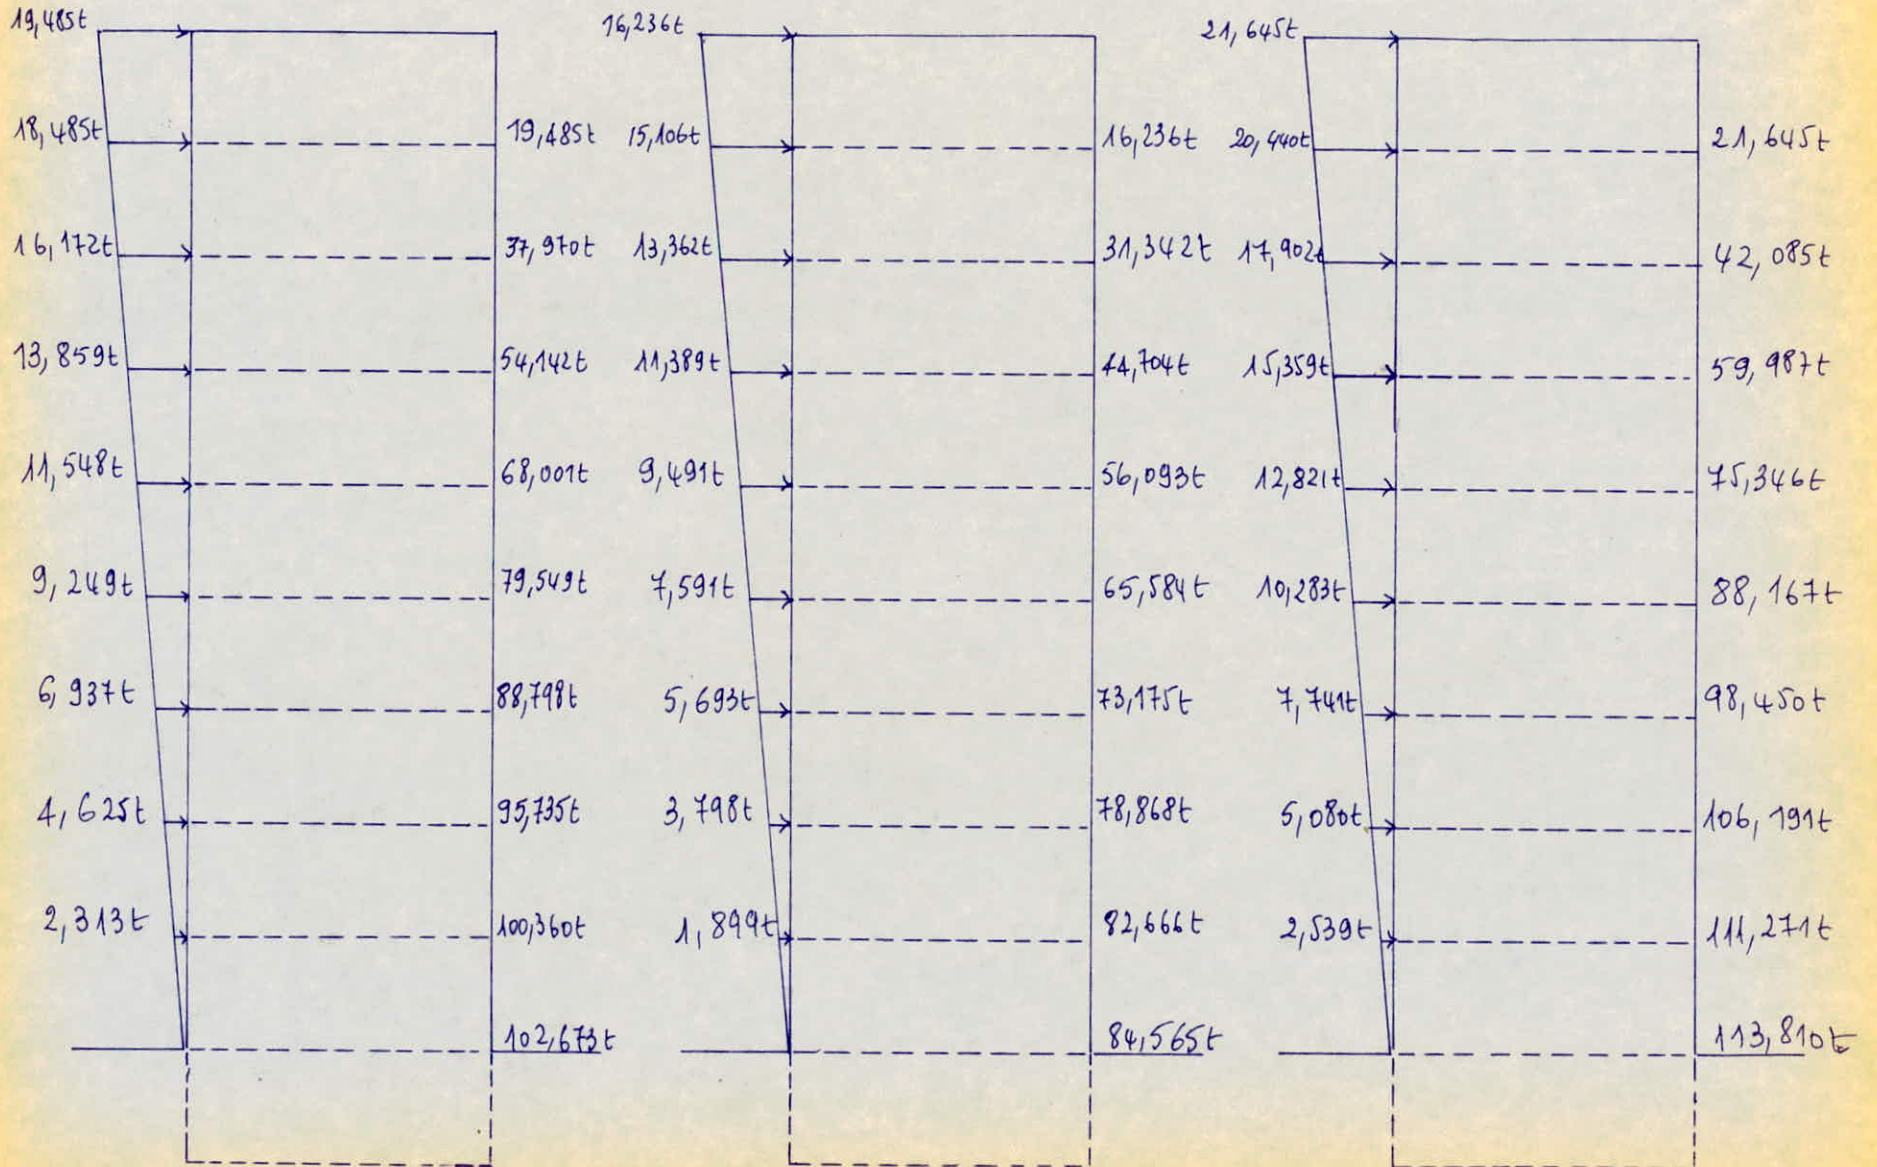 19,485t 16,236t 21,645t
18,485t 19,485t 15,106t 16,236t 20,440t 21,645t
16,172t 37,970t 13,362t 31,342t 17,902t 42,085t
13,859t 54,142t 11,389t 44,704t 15,359t 59,987t
11,548t 68,001t 9,491t 56,093t 12,821t 75,346t
9,249t 79,549t 7,591t 65,584t 10,283t 88,167t
6,937t 88,798t 5,693t 73,175t 7,741t 98,450t
4,625t 95,735t 3,798t 78,868t 5,080t 106,191t
2,313t 100,360t 1,899t 82,666t 2,539t 111,271t
102,673t 84,565t 113,810t